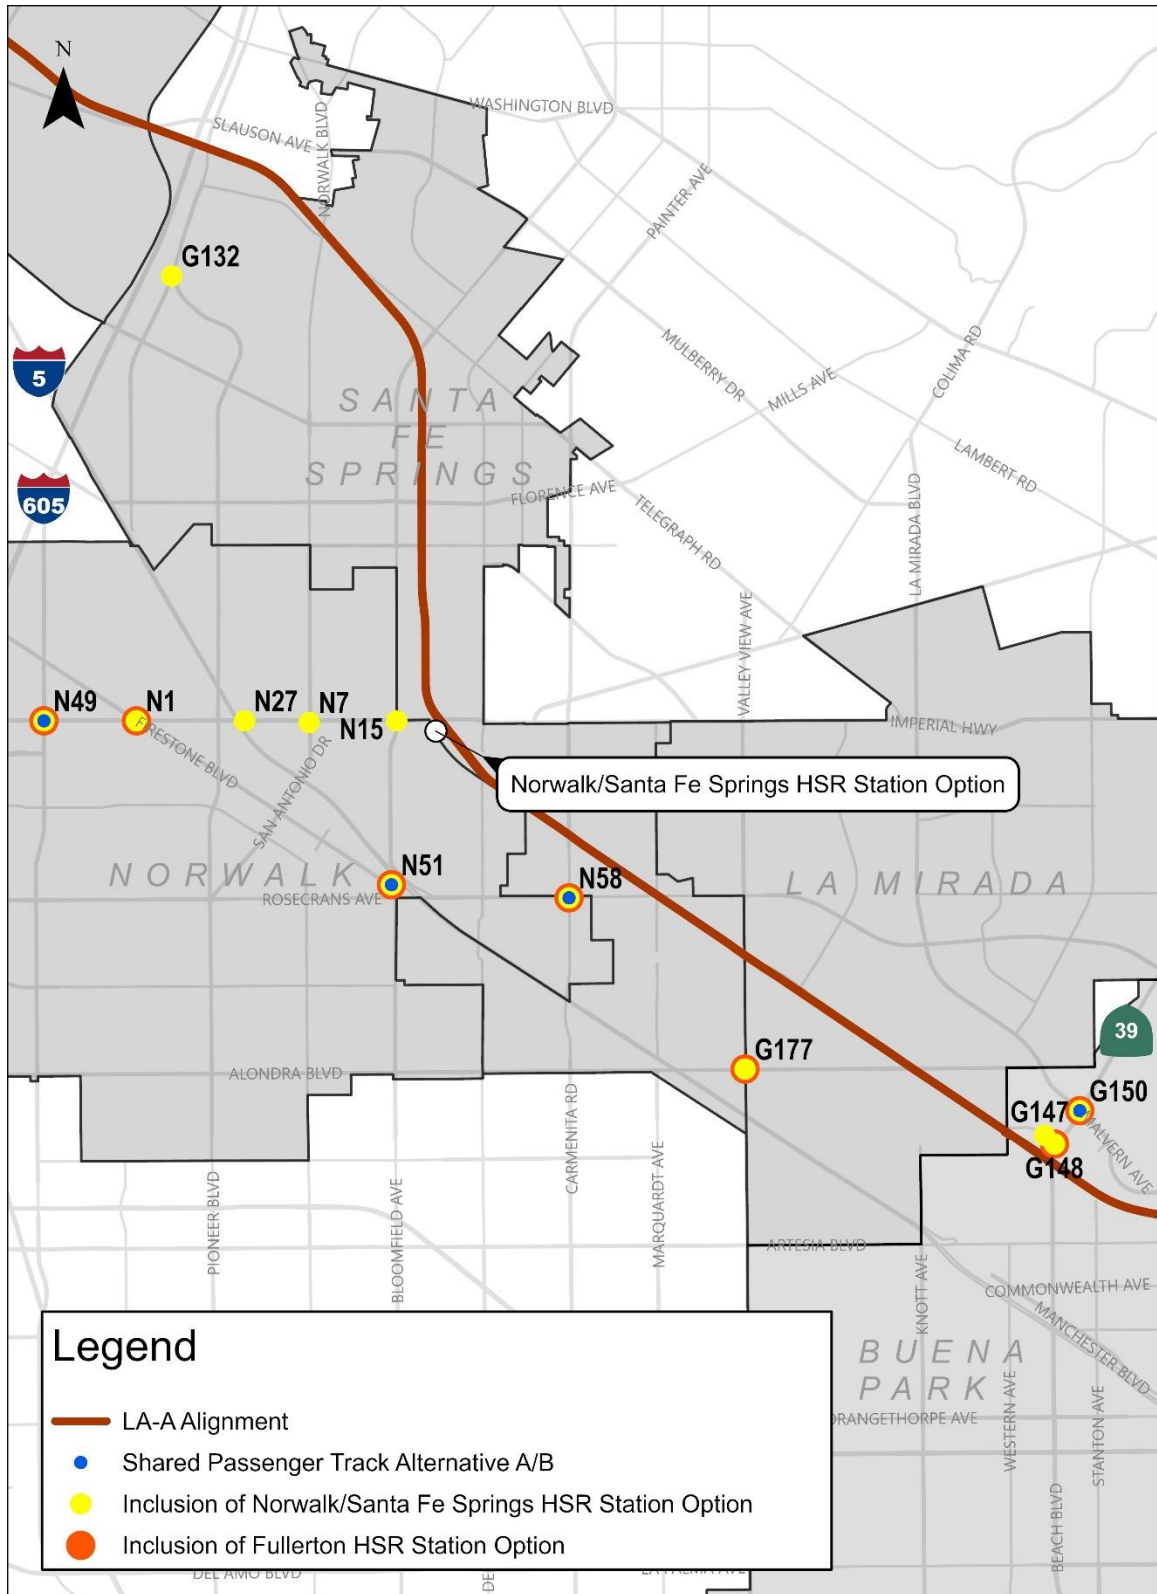 N
WASHINGTON BLVD
SLAUSON AVE
NORWALK BLVD
PAINTER AVE
G132
5
605
MULBERRY DR
MILLS AVE
COLIMA RD
SANTA
FE
SPRINGS
LAMBERT RD
FLORENCE AVE
TELEGRAPH RD
LA MIRADA BLVD
VALLEY VIEW AVE
N49
N1
N27
N7
N15
IMPERIAL HWY
FIRESTONE BLVD
SAN ANTONIO DR
Norwalk/Santa Fe Springs HSR Station Option
NORWALK
N51
N58
LA MIRADA
ROSECRANS AVE
39
G177
ALONDRA BLVD
G150
G147
G148
MALVERN AVE
CARMENITA RD
MARQUARDT AVE
PIONEER BLVD
BLOOMFIELD AVE
ARTESIA BLVD
KNOTT AVE
COMMONWEALTH AVE
MANCHESTER BLVD
BUENA
PARK
WESTERN AVE
STANTON AVE
ORANGETHORPE AVE
BEACH BLVD
Legend
LA-A Alignment
Shared Passenger Track Alternative A/B
Inclusion of Norwalk/Santa Fe Springs HSR Station Option
Inclusion of Fullerton HSR Station Option
DEL AMO BLVD
DE